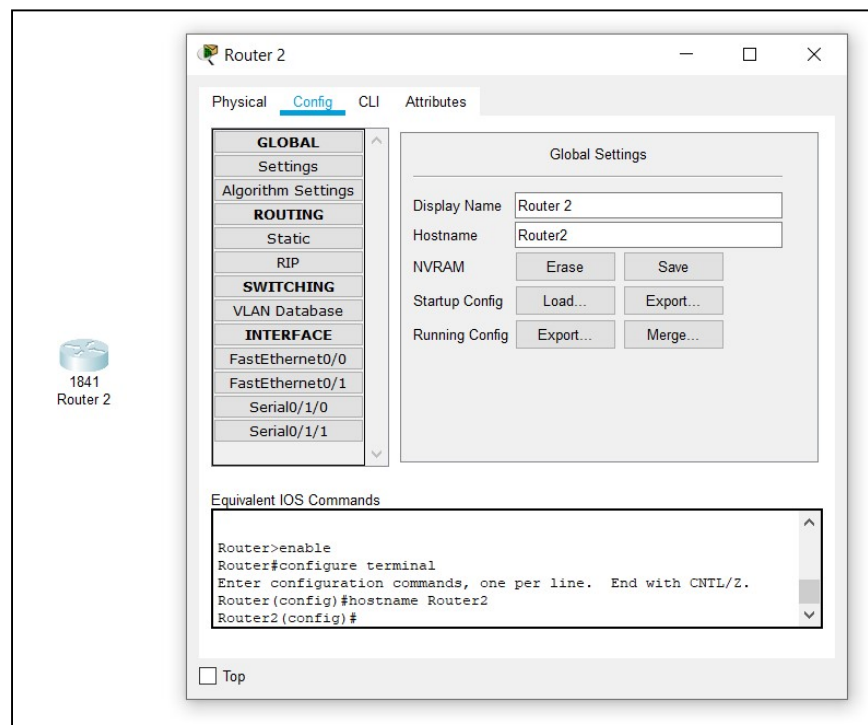 Router 2
Physical Config CLI Attributes
GLOBAL
Settings
Algorithm Settings
ROUTING
Static
RIP
SWITCHING
VLAN Database
INTERFACE
FastEthernet0/0
FastEthernet0/1
Serial0/1/0
Serial0/1/1
Global Settings
Display Name Router 2
Hostname Router2
NVRAM Erase Save
Startup Config Load... Export...
Running Config Export... Merge...
1841
Router 2
Equivalent IOS Commands
Router>enable
Router#configure terminal
Enter configuration commands, one per line. End with CNTL/Z.
Router(config)#hostname Router2
Router2(config)#
Top